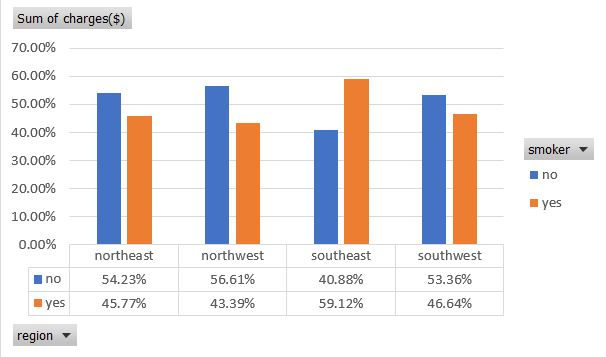 Sum of charges($)
70.00%
60.00%
50.00%
40.00%
30.00%
20.00%
10.00%
0.00%
smoker
no
yes
northeast northwest southeast southwest
no 54.23% 56.61% 40.88% 53.36%
yes 45.77% 43.39% 59.12% 46.64%
region